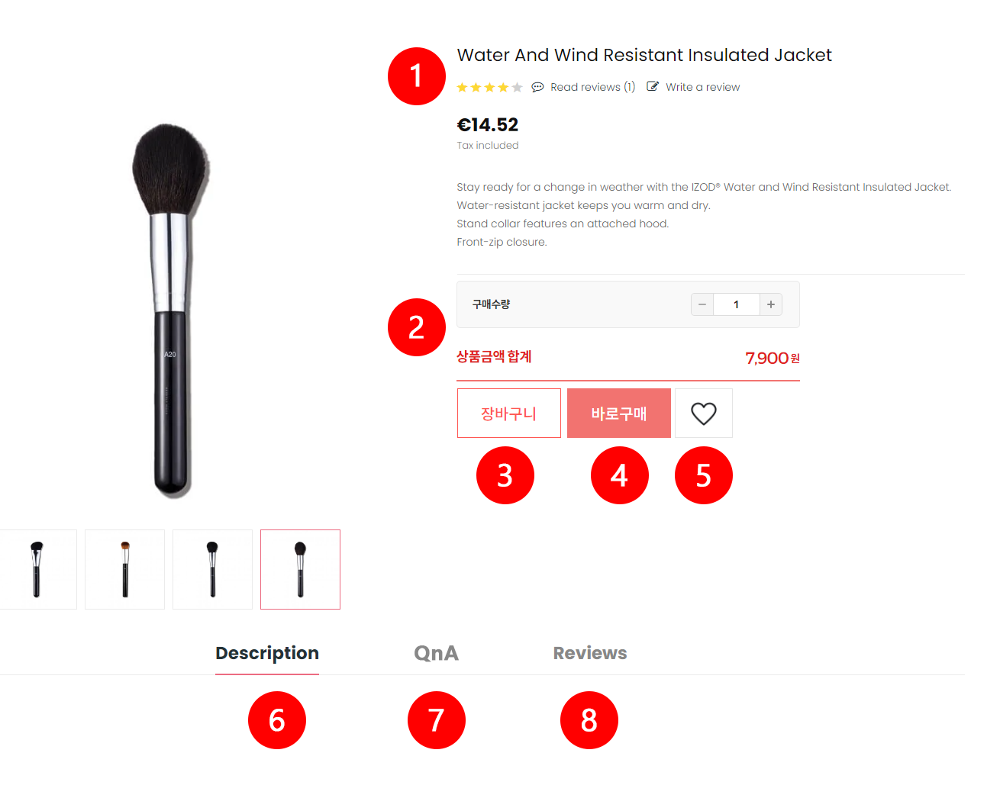 1
Water And Wind Resistant Insulated Jacket
Read reviews (1) Write a review
€14.52
Tax included
Stay ready for a change in weather with the IZOD® Water and Wind Resistant Insulated Jacket.
Water-resistant jacket keeps you warm and dry.
Stand collar features an attached hood.
Front-zip closure.
2
구매수량 − 1 +
상품금액 합계 7,900 원
장바구니 바로구매
3 4 5
A20
Description QnA Reviews
6 7 8